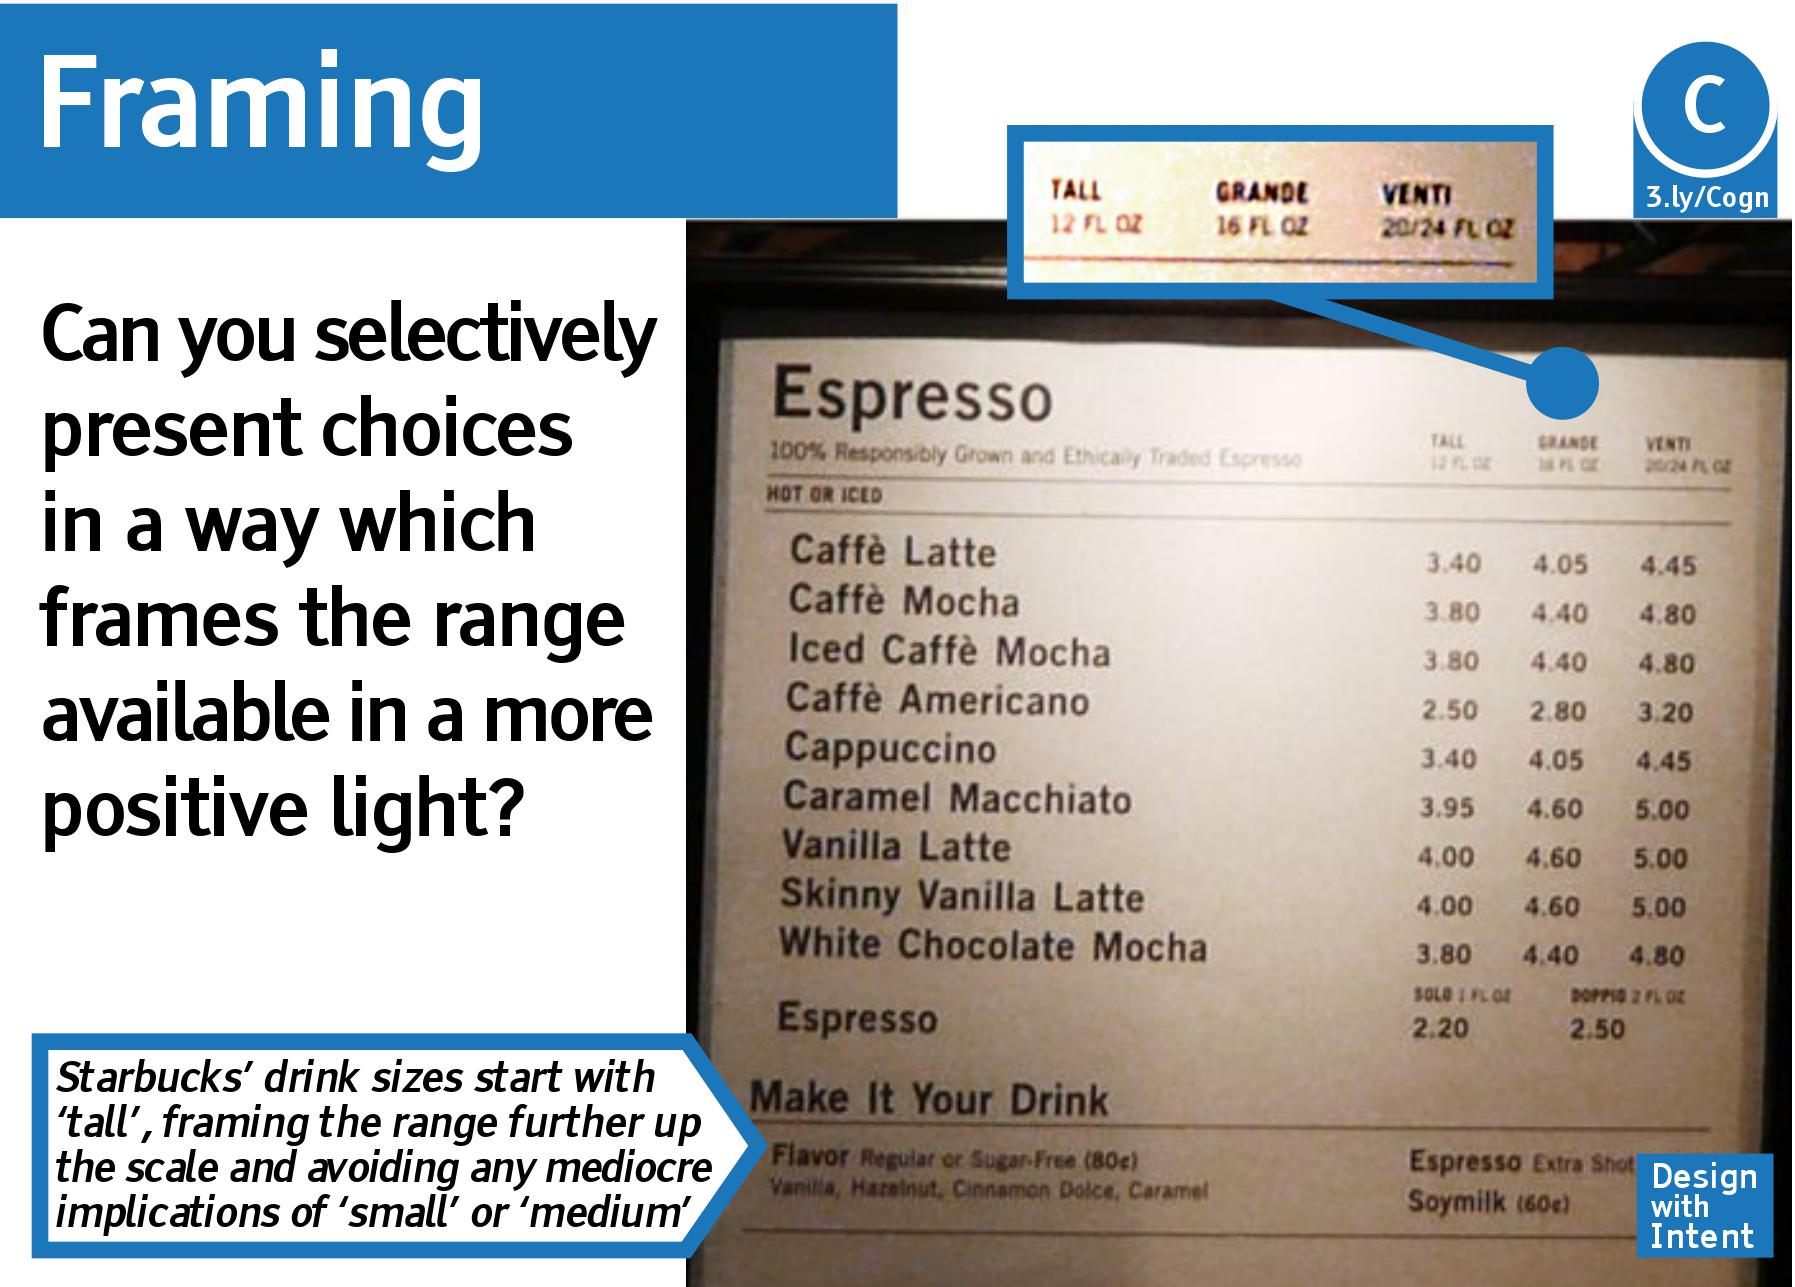 Framing
C
3.ly/Cogn
TALL GRANDE VENTI
12 FL OZ 16 FL OZ 20/24 FL OZ
Can you selectively
present choices
in a way which
frames the range
available in a more
positive light?
Espresso
100% Responsibly Grown and Ethically Traded Espresso
TALL GRANDE VENTI
12 FL OZ 16 FL OZ 20/24 FL OZ
HOT OR ICED
Caffè Latte 3.40 4.05 4.45
Caffè Mocha 3.80 4.40 4.80
Iced Caffè Mocha 3.80 4.40 4.80
Caffè Americano 2.50 2.80 3.20
Cappuccino 3.40 4.05 4.45
Caramel Macchiato 3.95 4.60 5.00
Vanilla Latte 4.00 4.60 5.00
Skinny Vanilla Latte 4.00 4.60 5.00
White Chocolate Mocha 3.80 4.40 4.80
SOLO 1 FL OZ DOPPIO 2 FL OZ
Espresso 2.20 2.50
Make It Your Drink
Flavor Regular or Sugar-Free (80¢)
Vanilla, Hazelnut, Cinnamon Dolce, Caramel
Espresso Extra Shot
Soymilk (60¢)
Starbucks’ drink sizes start with
‘tall’, framing the range further up
the scale and avoiding any mediocre
implications of ‘small’ or ‘medium’
Design
with
Intent